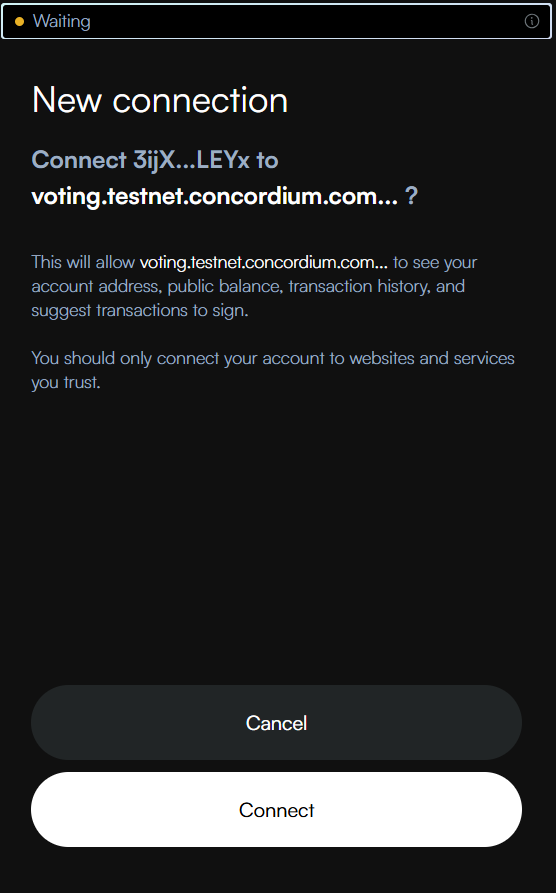 Waiting
New connection
Connect 3ijX...LEYx to
voting.testnet.concordium.com... ?
This will allow voting.testnet.concordium.com... to see your
account address, public balance, transaction history, and
suggest transactions to sign.
You should only connect your account to websites and services
you trust.
Cancel
Connect